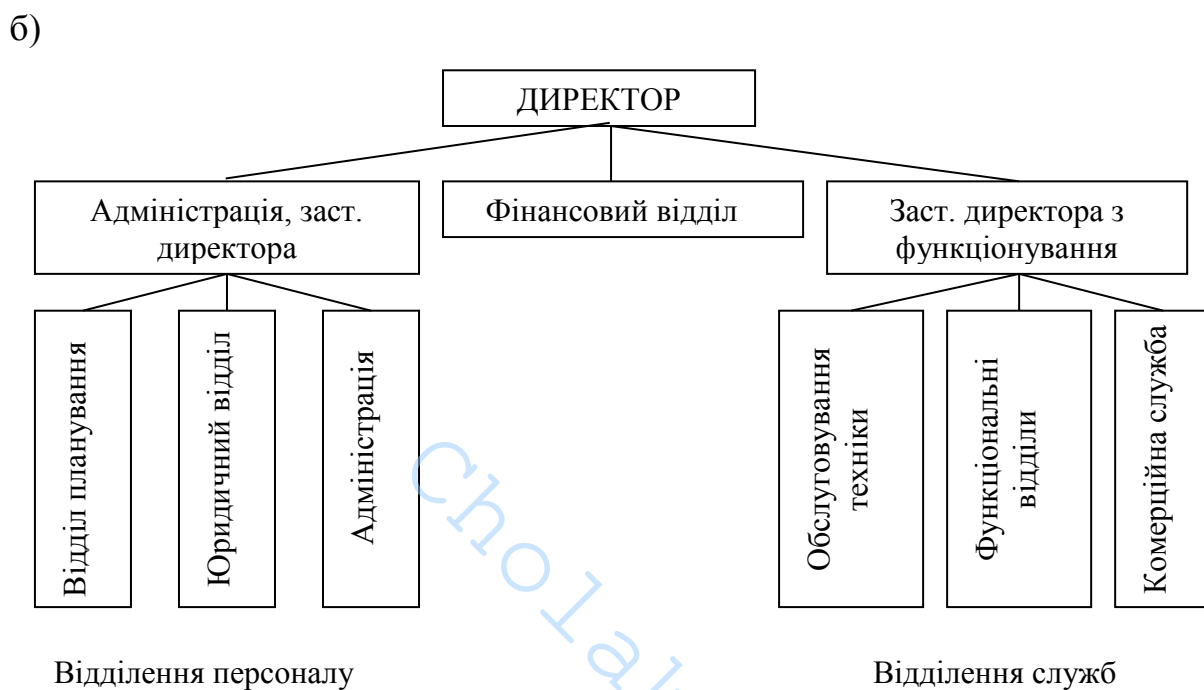 б)
ДИРЕКТОР
Адміністрація, заст.
директора
Фінансовий відділ
Заст. директора з
функціонування
Відділ планування
Юридичний відділ
Адміністрація
Обслуговування
техніки
Функціональні
відділи
Комерційна служба
Cholak
Відділення персоналу
Відділення служб